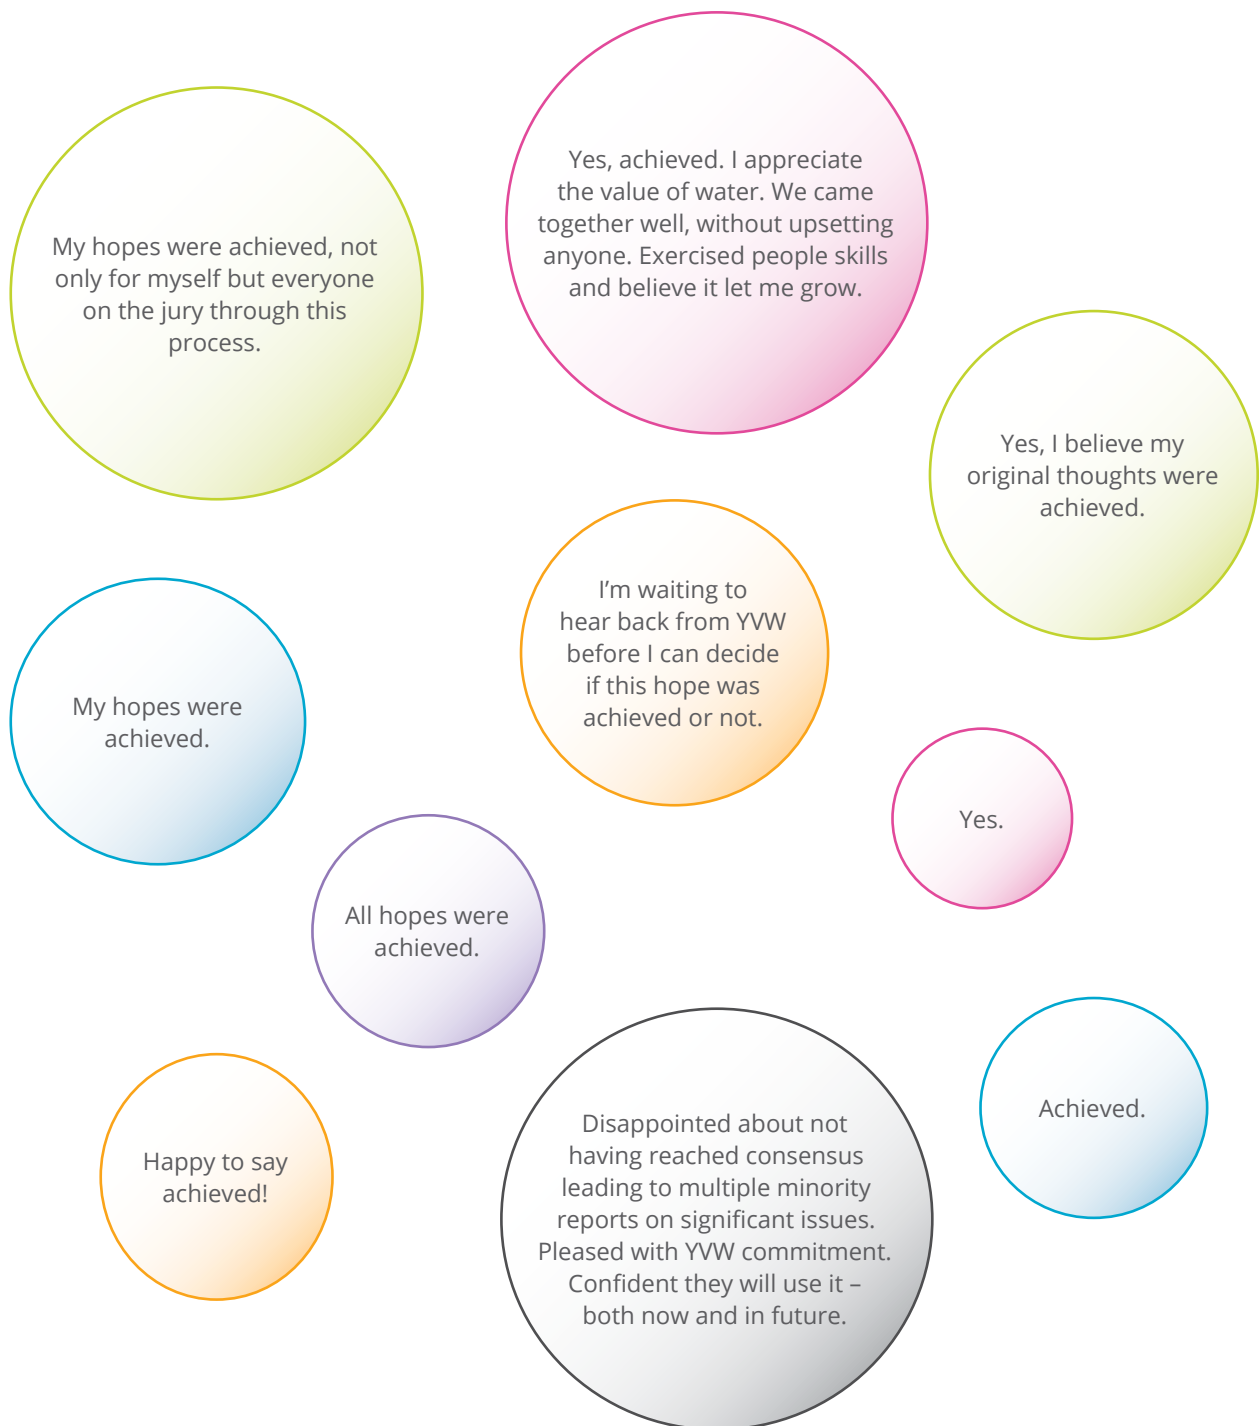 My hopes were achieved, not
only for myself but everyone
on the jury through this
process.
Yes, achieved. I appreciate
the value of water. We came
together well, without upsetting
anyone. Exercised people skills
and believe it let me grow.
Yes, I believe my
original thoughts were
achieved.
I’m waiting to
hear back from YVW
before I can decide
if this hope was
achieved or not.
My hopes were
achieved.
Yes.
All hopes were
achieved.
Happy to say
achieved!
Disappointed about not
having reached consensus
leading to multiple minority
reports on significant issues.
Pleased with YVW commitment.
Confident they will use it –
both now and in future.
Achieved.